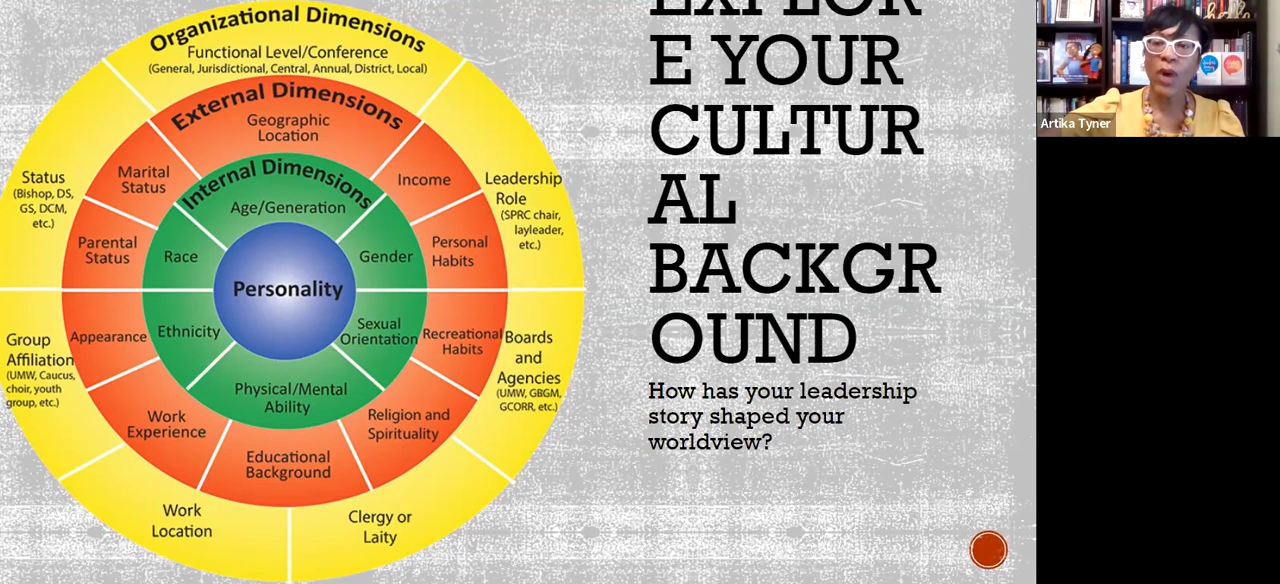 Organizational Dimensions
Functional Level/Conference
(General, Jurisdictional, Central, Annual, District, Local)
External Dimensions
Geographic
Location
Internal Dimensions
Age/Generation
Marital
Status
Income
Status
(Bishop, DS,
GS, DCM,
etc.)
Leadership
Role
(SPRC chair,
layleader,
etc.)
Parental
Status
Race
Gender
Personal
Habits
Personality
Group
Affiliation
(UMW, Caucus,
choir, youth
group, etc.)
Appearance
Ethnicity
Sexual
Orientation
Recreational
Habits
Boards
and
Agencies
(UMW, GBGM,
GCORR, etc.)
Physical/Mental
Ability
Work
Experience
Religion and
Spirituality
Educational
Background
Work
Location
Clergy or
Laity
EXPLOR
E YOUR
CULTUR
AL
BACKGR
OUND
How has your leadership
story shaped your
worldview?
Artika Tyner